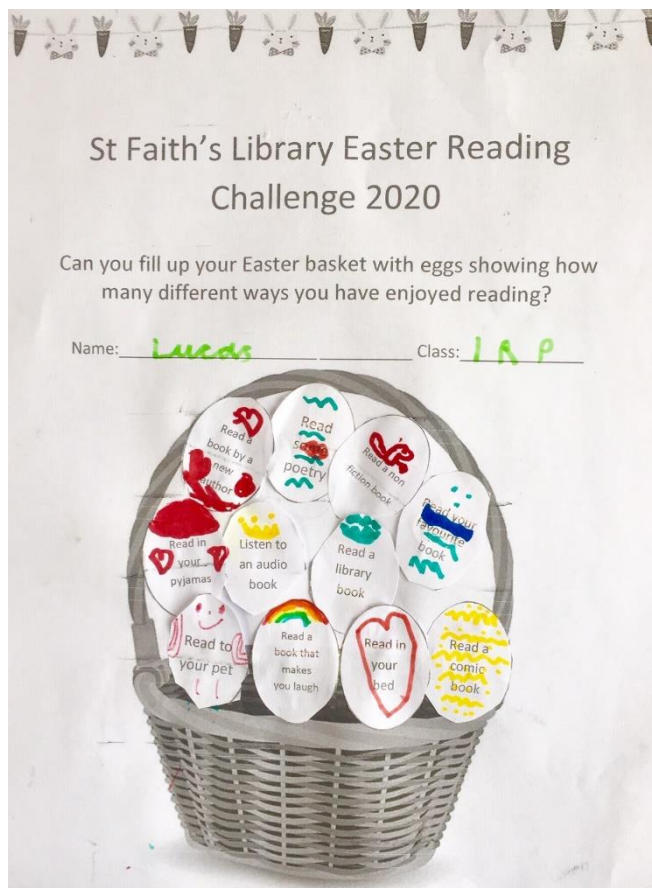 St Faith's Library Easter Reading
Challenge 2020
Can you fill up your Easter basket with eggs showing how
many different ways you have enjoyed reading?
Name: Lucas Class: 1 R P
Read a
book by a
new
author
Read
some
poetry
Read a non
fiction book
Read your
favourite
book
Read in
your
pyjamas
Listen to
an audio
book
Read a
library
book
Read to
your pet
Read a
book that
makes
you laugh
Read in
your
bed
Read a
comic
book